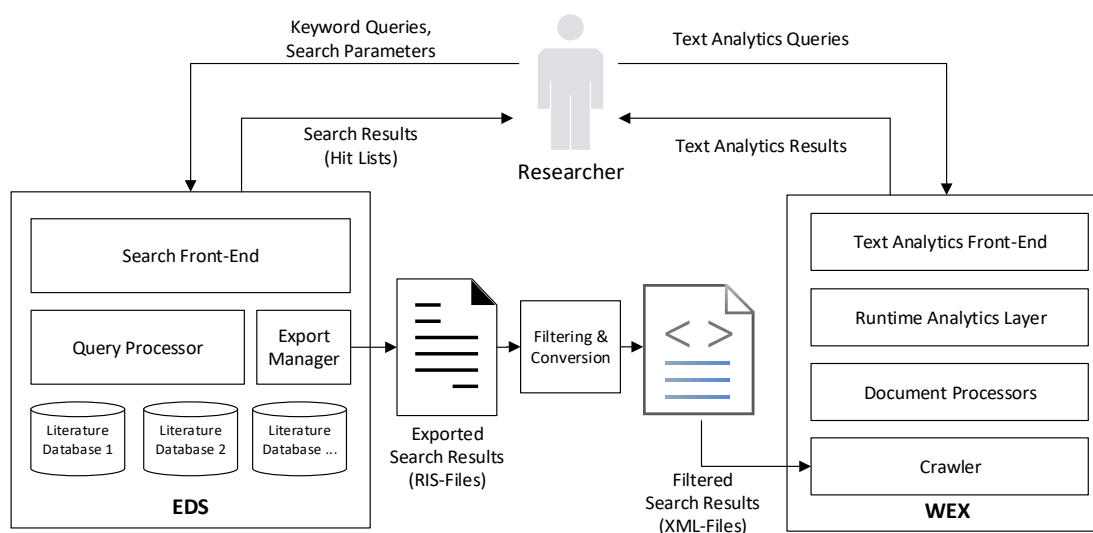 Keyword Queries,
Search Parameters
Text Analytics Queries
Search Results
(Hit Lists)
Text Analytics Results
Researcher
Search Front-End
Query Processor
Export
Manager
Literature
Database 1
Literature
Database 2
Literature
Database ...
EDS
Exported
Search Results
(RIS-Files)
Filtering &
Conversion
< >
Filtered
Search Results
(XML-Files)
Text Analytics Front-End
Runtime Analytics Layer
Document Processors
Crawler
WEX